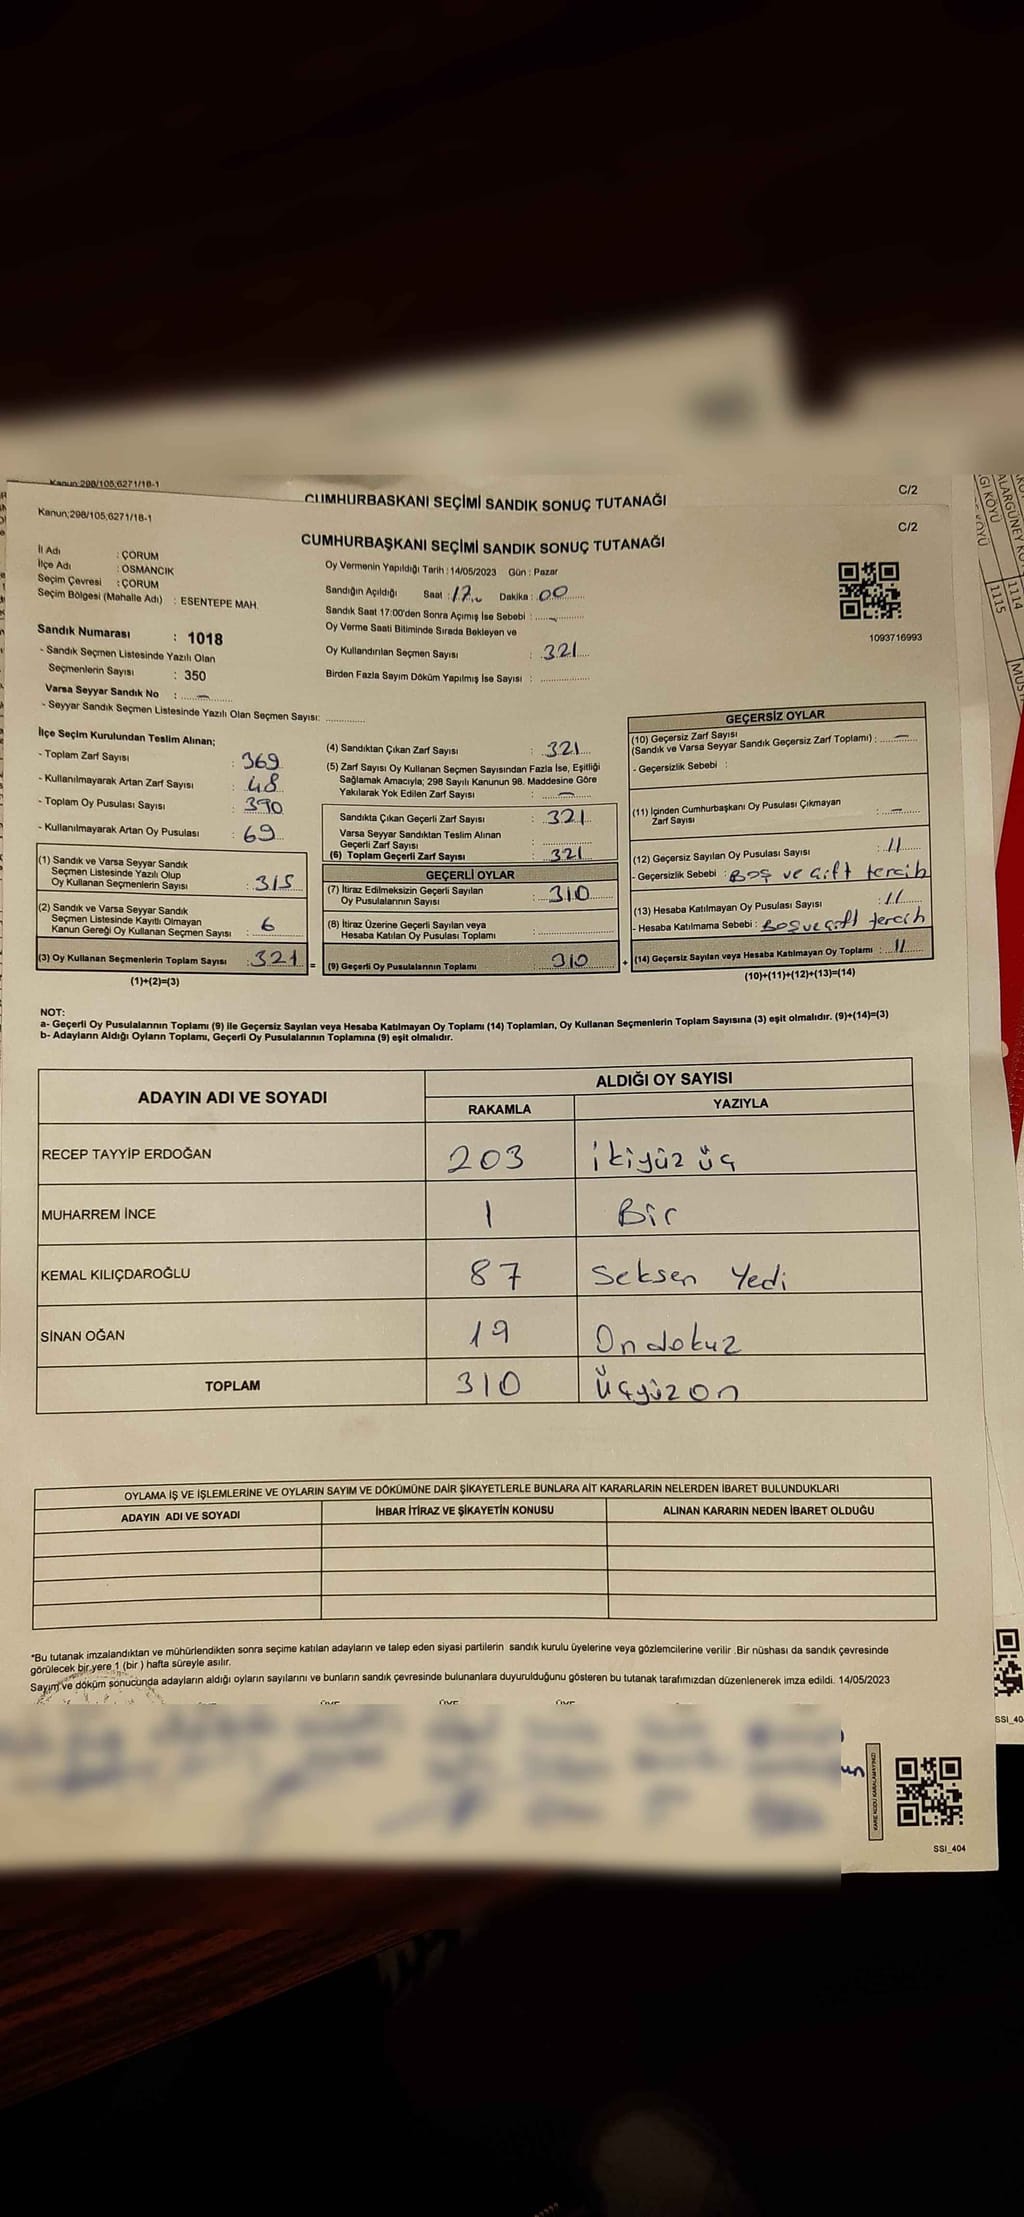 Kanun:298/105,6271/18-1
CUMHURBAŞKANI SEÇİMİ SANDIK SONUÇ TUTANAĞI
C/2
Kanun;298/105,6271/18-1
CUMHURBAŞKANI SEÇİMİ SANDIK SONUÇ TUTANAĞI
C/2
İl Adı : ÇORUM
İlçe Adı : OSMANCIK
Seçim Çevresi : ÇORUM
Seçim Bölgesi (Mahalle Adı) : ESENTEPE MAH.
Sandık Numarası : 1018
- Sandık Seçmen Listesinde Yazılı Olan
Seçmenlerin Sayısı : 350
Varsa Seyyar Sandık No : —
- Seyyar Sandık Seçmen Listesinde Yazılı Olan Seçmen Sayısı: ..............
Oy Vermenin Yapıldığı Tarih : 14/05/2023 Gün : Pazar
Sandığın Açıldığı Saat : 17 Dakika : 00
Sandık Saat 17:00'den Sonra Açımış İse Sebebi : —
Oy Verme Saati Bitiminde Sırada Bekleyen ve
Oy Kullandırılan Seçmen Sayısı : 321
Birden Fazla Sayım Döküm Yapılmış İse Sayısı : ..............
1093716993
İlçe Seçim Kurulundan Teslim Alınan;
- Toplam Zarf Sayısı : 369
- Kullanılmayarak Artan Zarf Sayısı : 48
- Toplam Oy Pusulası Sayısı : 390
- Kullanılmayarak Artan Oy Pusulası : 69
(1) Sandık ve Varsa Seyyar Sandık
Seçmen Listesinde Yazılı Olup
Oy Kullanan Seçmenlerin Sayısı : 315
(2) Sandık ve Varsa Seyyar Sandık
Seçmen Listesinde Kayıtlı Olmayan
Kanun Gereği Oy Kullanan Seçmen Sayısı : 6
(3) Oy Kullanan Seçmenlerin Toplam Sayısı : 321
(1)+(2)=(3)
=
(4) Sandıktan Çıkan Zarf Sayısı : 321
(5) Zarf Sayısı Oy Kullanan Seçmen Sayısından Fazla İse, Eşitliği
Sağlamak Amacıyla; 298 Sayılı Kanunun 98. Maddesine Göre
Yakılarak Yok Edilen Zarf Sayısı : —
Sandıkta Çıkan Geçerli Zarf Sayısı : 321
Varsa Seyyar Sandıktan Teslim Alınan
Geçerli Zarf Sayısı : ..............
(6) Toplam Geçerli Zarf Sayısı : 321
GEÇERLİ OYLAR
(7) İtiraz Edilmeksizin Geçerli Sayılan
Oy Pusulalarının Sayısı : 310
(8) İtiraz Üzerine Geçerli Sayılan veya
Hesaba Katılan Oy Pusulası Toplamı : ..............
(9) Geçerli Oy Pusulalarının Toplamı : 310
+
GEÇERSİZ OYLAR
(10) Geçersiz Zarf Sayısı
(Sandık ve Varsa Seyyar Sandık Geçersiz Zarf Toplamı) : —
- Geçersizlik Sebebi :
(11) İçinden Cumhurbaşkanı Oy Pusulası Çıkmayan
Zarf Sayısı : —
(12) Geçersiz Sayılan Oy Pusulası Sayısı : 11
- Geçersizlik Sebebi : Boş ve çift tercih
(13) Hesaba Katılmayan Oy Pusulası Sayısı : 11
- Hesaba Katılmama Sebebi : Boş ve çift tercih
(14) Geçersiz Sayılan veya Hesaba Katılmayan Oy Toplamı : 11
(10)+(11)+(12)+(13)=(14)
NOT:
a- Geçerli Oy Pusulalarının Toplamı (9) ile Geçersiz Sayılan veya Hesaba Katılmayan Oy Toplamı (14) Toplamları, Oy Kullanan Seçmenlerin Toplam Sayısına (3) eşit olmalıdır. (9)+(14)=(3)
b- Adayların Aldığı Oyların Toplamı, Geçerli Oy Pusulalarının Toplamına (9) eşit olmalıdır.
ADAYIN ADI VE SOYADI
ALDIĞI OY SAYISI
RAKAMLA YAZIYLA
RECEP TAYYİP ERDOĞAN 203 ikiyüz üç
MUHARREM İNCE 1 Bir
KEMAL KILIÇDAROĞLU 87 Seksen Yedi
SİNAN OĞAN 19 On dokuz
TOPLAM 310 Üçyüz on
OYLAMA İŞ VE İŞLEMLERİNE VE OYLARIN SAYIM VE DÖKÜMÜNE DAİR ŞİKAYETLERLE BUNLARA AİT KARARLARIN NELERDEN İBARET BULUNDUKLARI
ADAYIN ADI VE SOYADI İHBAR İTİRAZ VE ŞİKAYETİN KONUSU ALINAN KARARIN NEDEN İBARET OLDUĞU
*Bu tutanak imzalandıktan ve mühürlendikten sonra seçime katılan adayların ve talep eden siyasi partilerin sandık kurulu üyelerine veya gözlemcilerine verilir .Bir nüshası da sandık çevresinde
görülecek bir yere 1 (bir ) hafta süreyle asılır.
Sayım ve döküm sonucunda adayların aldığı oyların sayılarını ve bunların sandık çevresinde bulunanlara duyurulduğunu gösteren bu tutanak tarafımızdan düzenlenerek imza edildi. 14/05/2023
ÜYE ÜYE ÜYE
KARE KODU KARALAMAYINIZ!
SSI_404
SSI_40
GI KÖYÜ
1114
1115